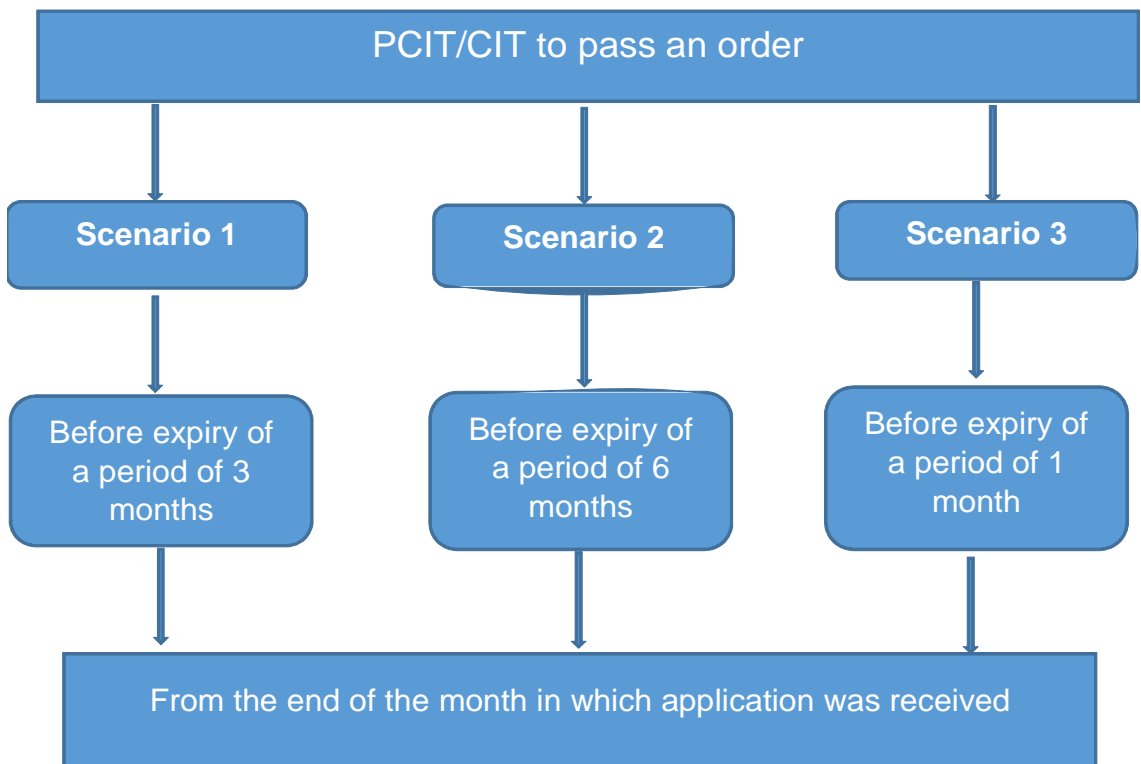 PCIT/CIT to pass an order
Scenario 1
Scenario 2
Scenario 3
Before expiry of
a period of 3
months
Before expiry of
a period of 6
months
Before expiry of
a period of 1
month
From the end of the month in which application was received